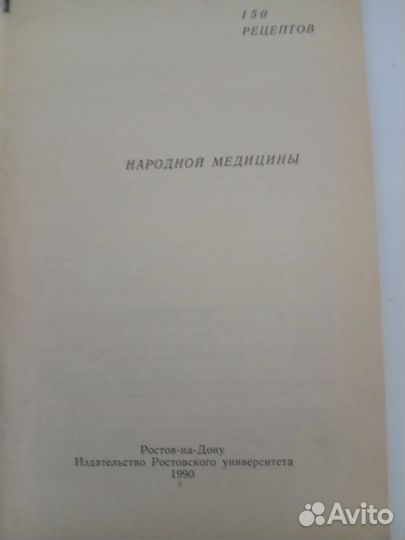 150
РЕЦЕПТОВ
НАРОДНОЙ МЕДИЦИНЫ
Ростов-на-Дону
Издательство Ростовского университета
1990
Avito